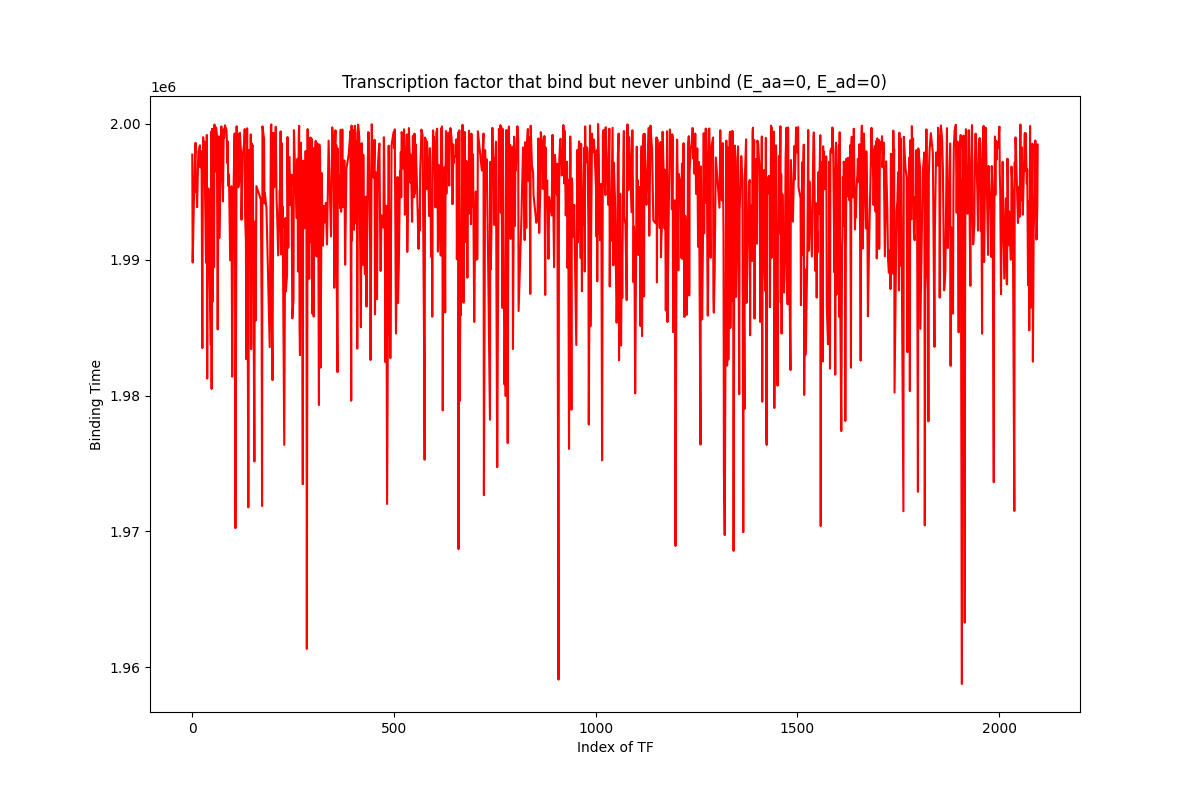 Transcription factor that bind but never unbind (E_aa=0, E_ad=0)
1e6
2.00
1.99
1.98
1.97
1.96
Binding Time
0 500 1000 1500 2000
Index of TF